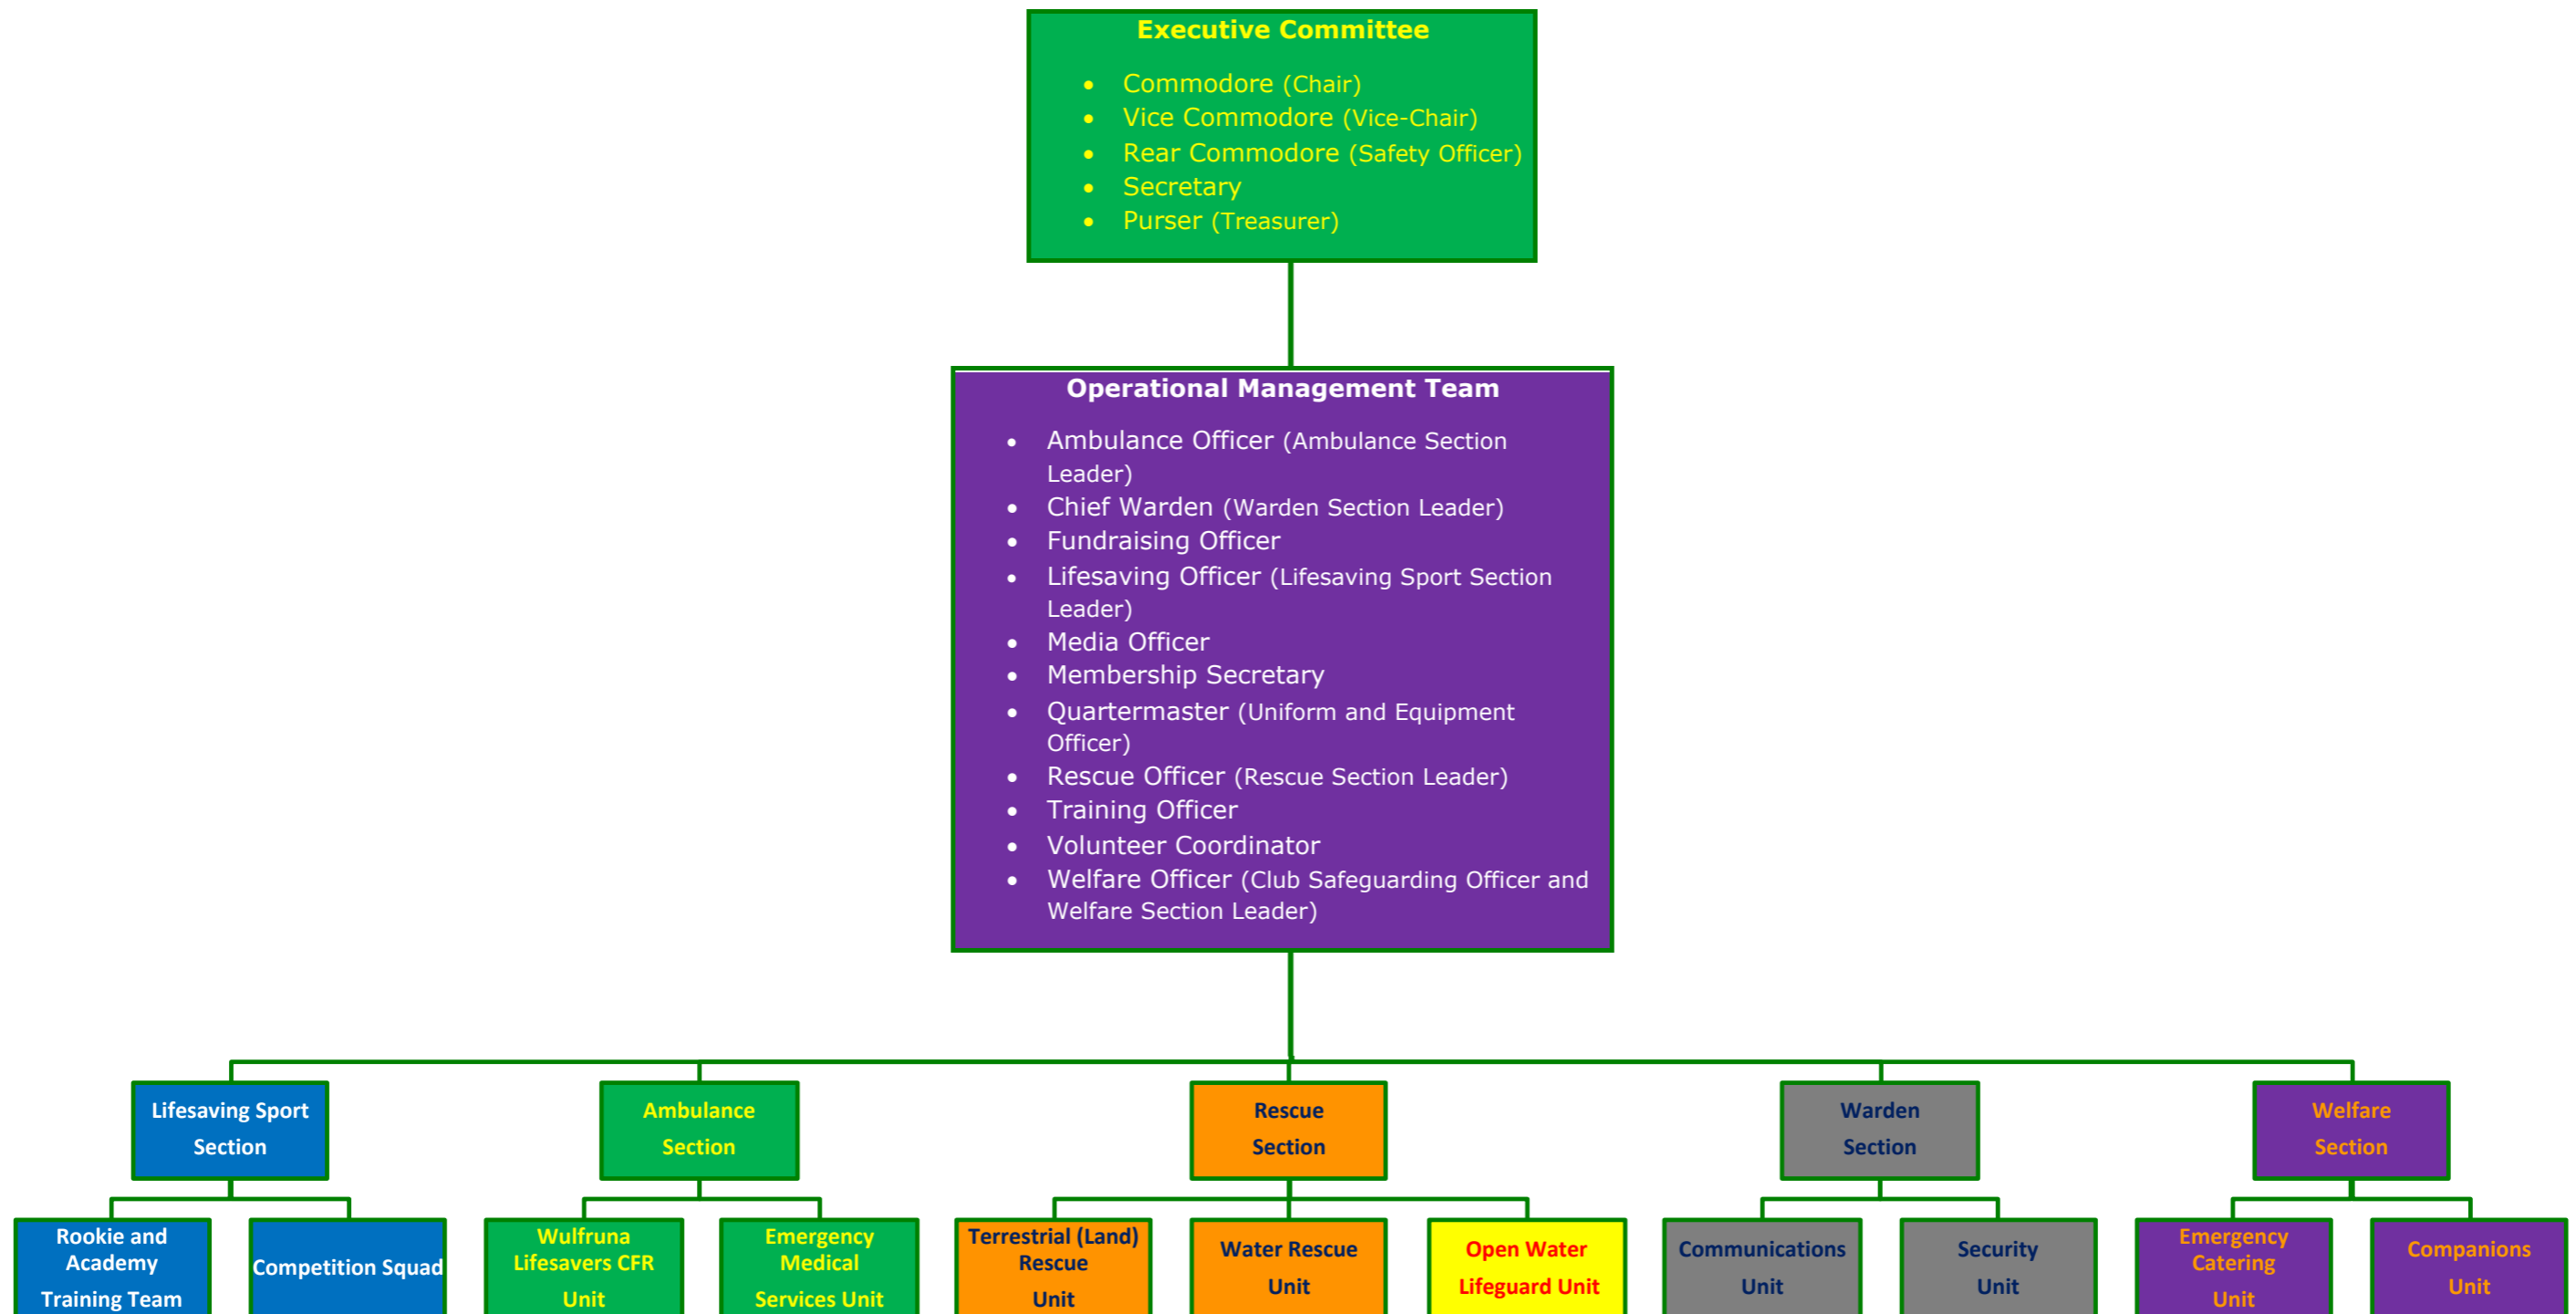 Executive Committee
• Commodore (Chair)
• Vice Commodore (Vice-Chair)
• Rear Commodore (Safety Officer)
• Secretary
• Purser (Treasurer)
Operational Management Team
• Ambulance Officer (Ambulance Section
Leader)
• Chief Warden (Warden Section Leader)
• Fundraising Officer
• Lifesaving Officer (Lifesaving Sport Section
Leader)
• Media Officer
• Membership Secretary
• Quartermaster (Uniform and Equipment
Officer)
• Rescue Officer (Rescue Section Leader)
• Training Officer
• Volunteer Coordinator
• Welfare Officer (Club Safeguarding Officer and
Welfare Section Leader)
Lifesaving Sport
Section
Ambulance
Section
Rescue
Section
Warden
Section
Welfare
Section
Rookie and
Academy
Training Team
Competition Squad
Wulfruna
Lifesavers CFR
Unit
Emergency
Medical
Services Unit
Terrestrial (Land)
Rescue
Unit
Water Rescue
Unit
Open Water
Lifeguard Unit
Communications
Unit
Security
Unit
Emergency
Catering
Unit
Companions
Unit